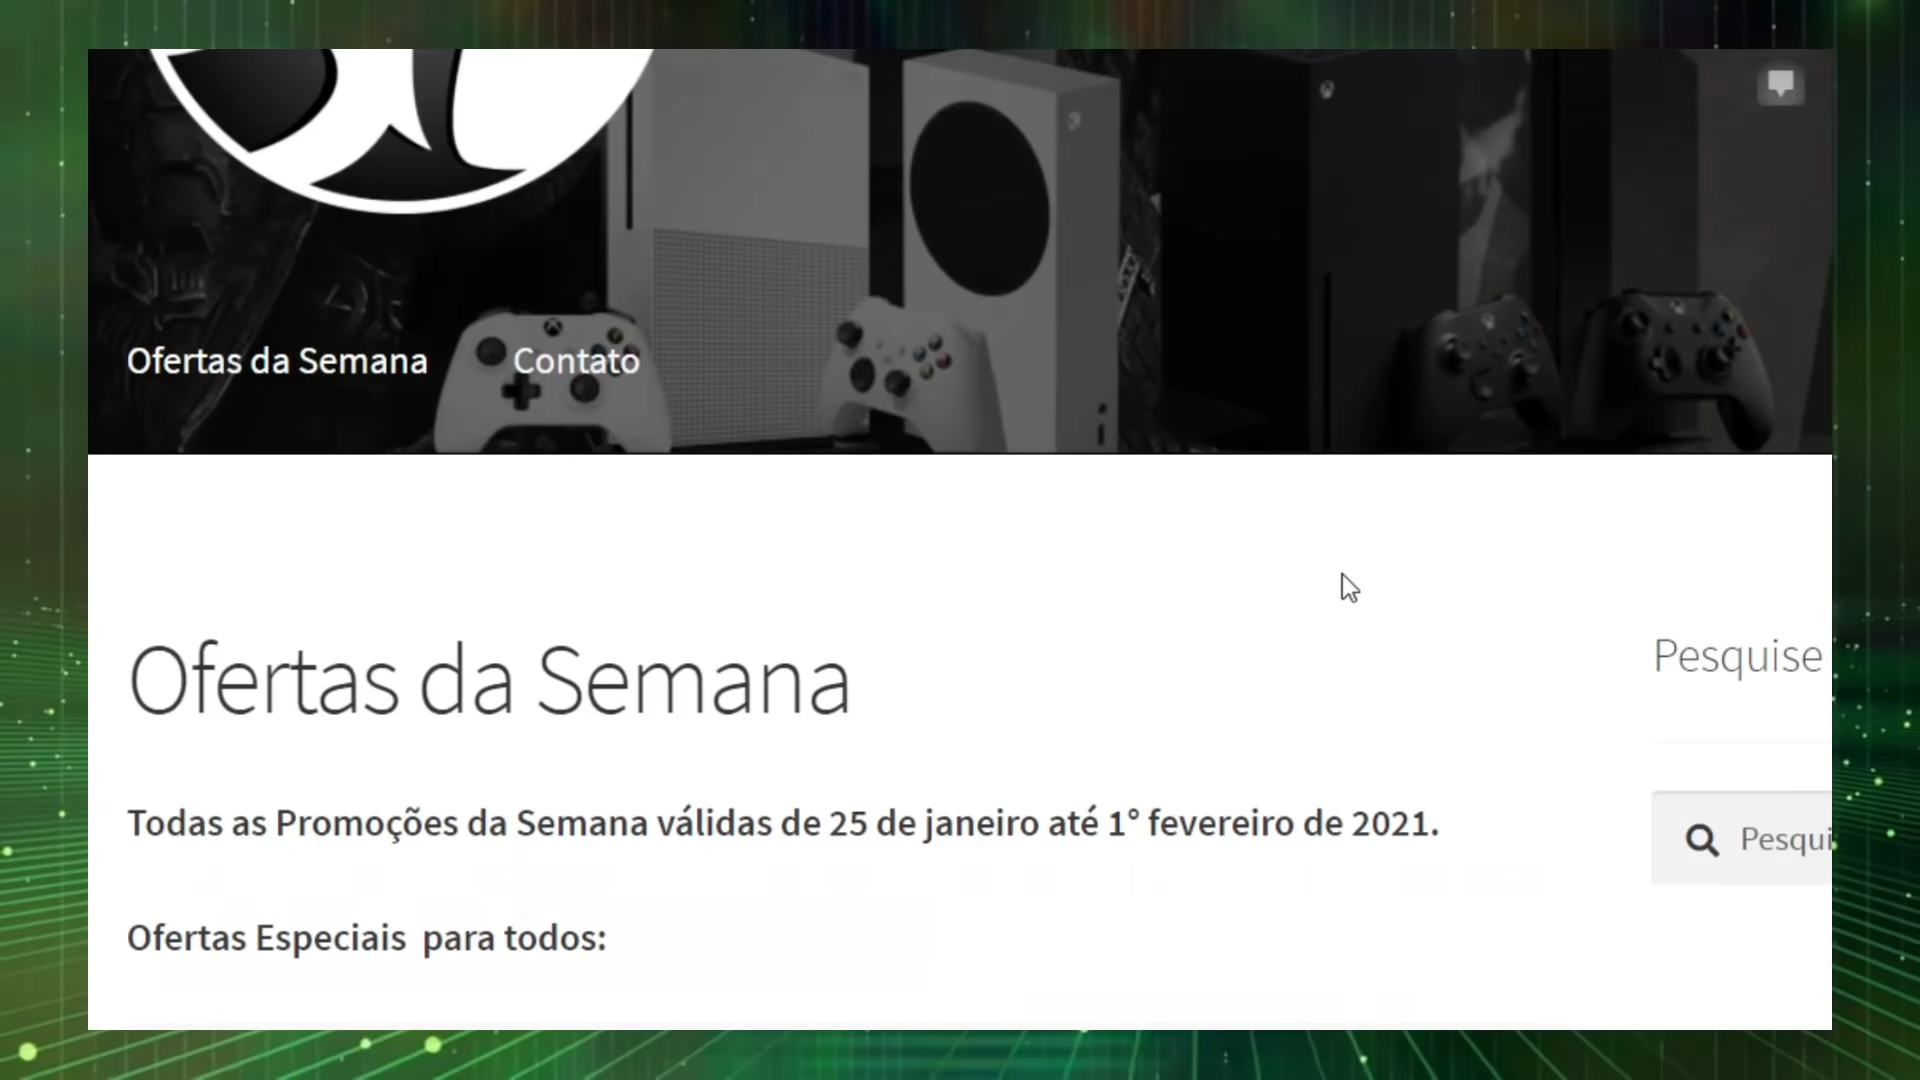 Ofertas da Semana
Contato
Ofertas da Semana
Pesquise
Todas as Promoções da Semana válidas de 25 de janeiro até 1° fevereiro de 2021.
Pesqui
Ofertas Especiais para todos: